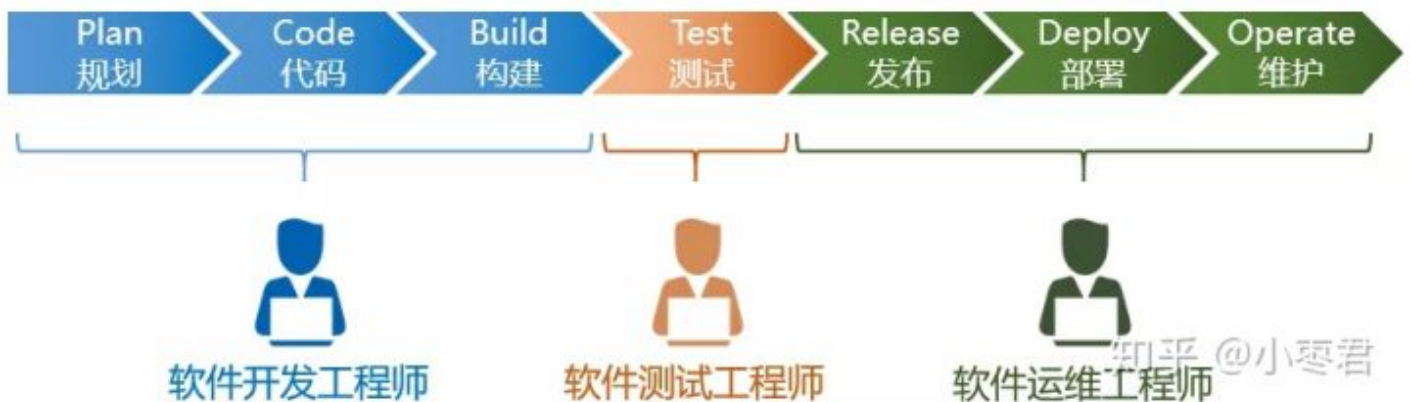 Plan
规划
Code
代码
Build
构建
Test
测试
Release
发布
Deploy
部署
Operate
维护
软件开发工程师
软件测试工程师
软件运维工程师
知乎 @小枣君